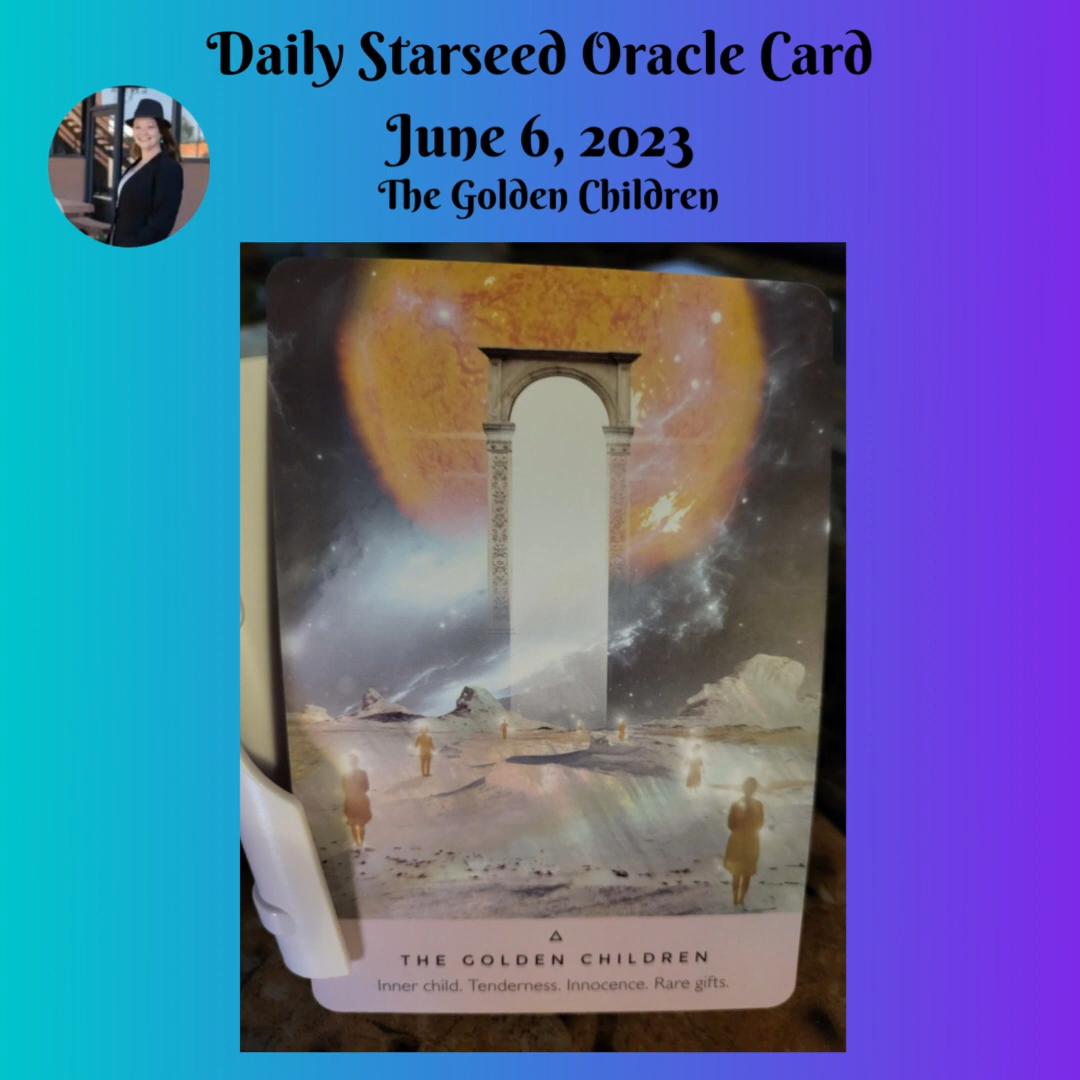 Daily Starseed Oracle Card
June 6, 2023
The Golden Children
THE GOLDEN CHILDREN
Inner child. Tenderness. Innocence. Rare gifts.